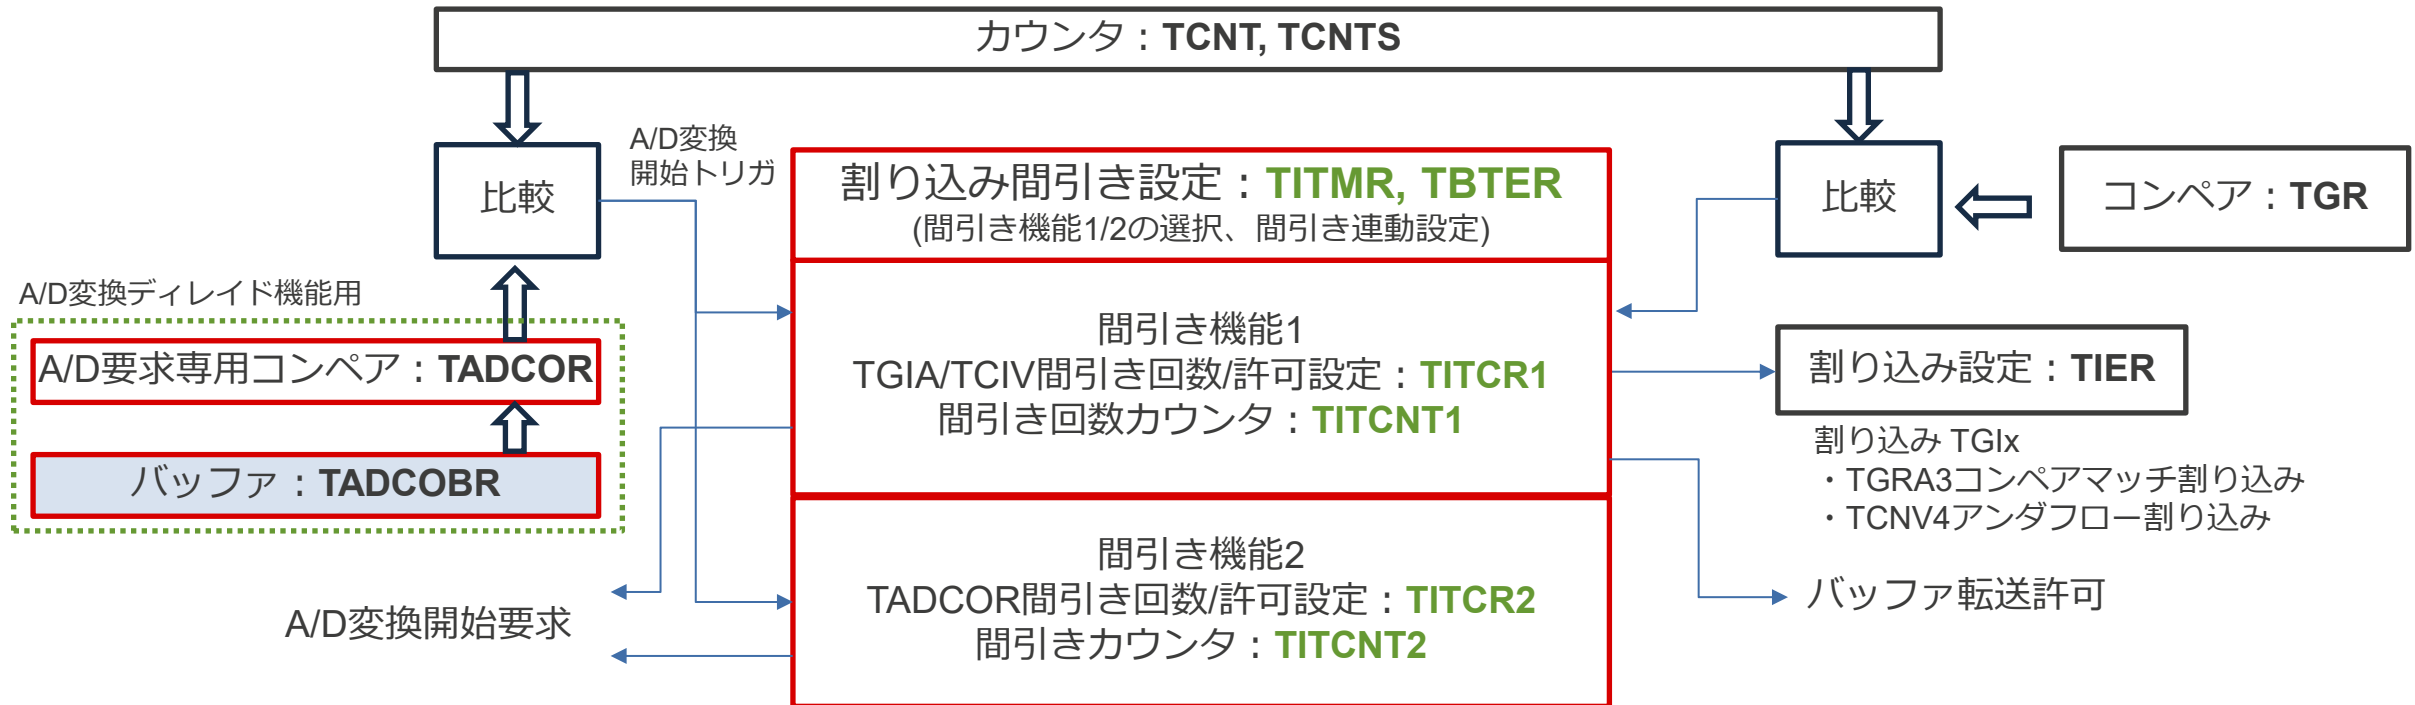 カウンタ：TCNT, TCNTS
A/D変換
開始トリガ
比較
割り込み間引き設定：TITMR, TBTER
(間引き機能1/2の選択、間引き連動設定)
比較
コンペア：TGR
A/D変換ディレイド機能用
A/D要求専用コンペア：TADCOR
バッファ：TADCOBR
間引き機能1
TGIA/TCIV間引き回数/許可設定：TITCR1
間引き回数カウンタ：TITCNT1
割り込み設定：TIER
割り込み TGIx
・TGRA3コンペアマッチ割り込み
・TCNV4アンダフロー割り込み
間引き機能2
TADCOR間引き回数/許可設定：TITCR2
間引きカウンタ：TITCNT2
A/D変換開始要求
バッファ転送許可